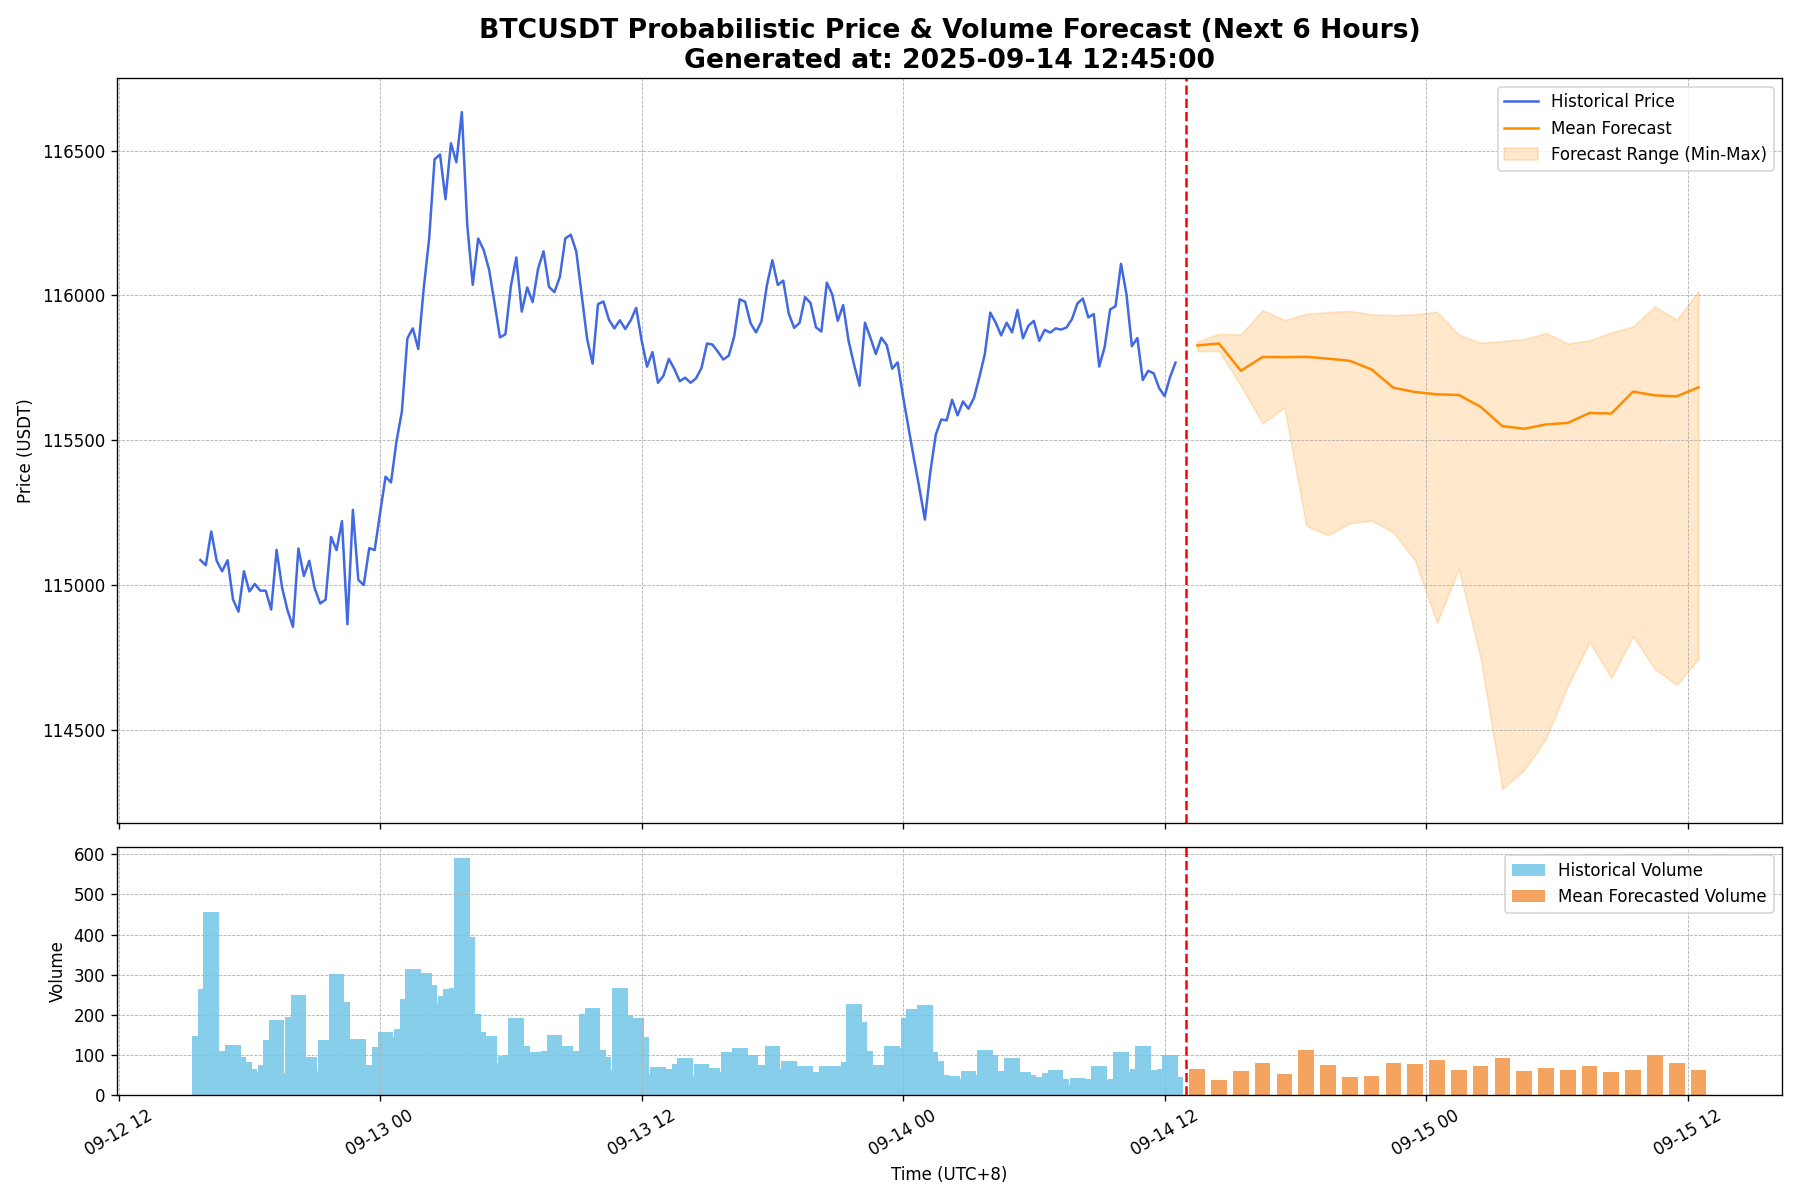 BTCUSDT Probabilistic Price & Volume Forecast (Next 6 Hours)
Generated at: 2025-09-14 12:45:00
Historical Price
Mean Forecast
Forecast Range (Min-Max)
Price (USDT)
116500
116000
115500
115000
114500
Historical Volume
Mean Forecasted Volume
Volume
600
500
400
300
200
100
0
09-12 12
09-13 00
09-13 12
09-14 00
09-14 12
09-15 00
09-15 12
Time (UTC+8)